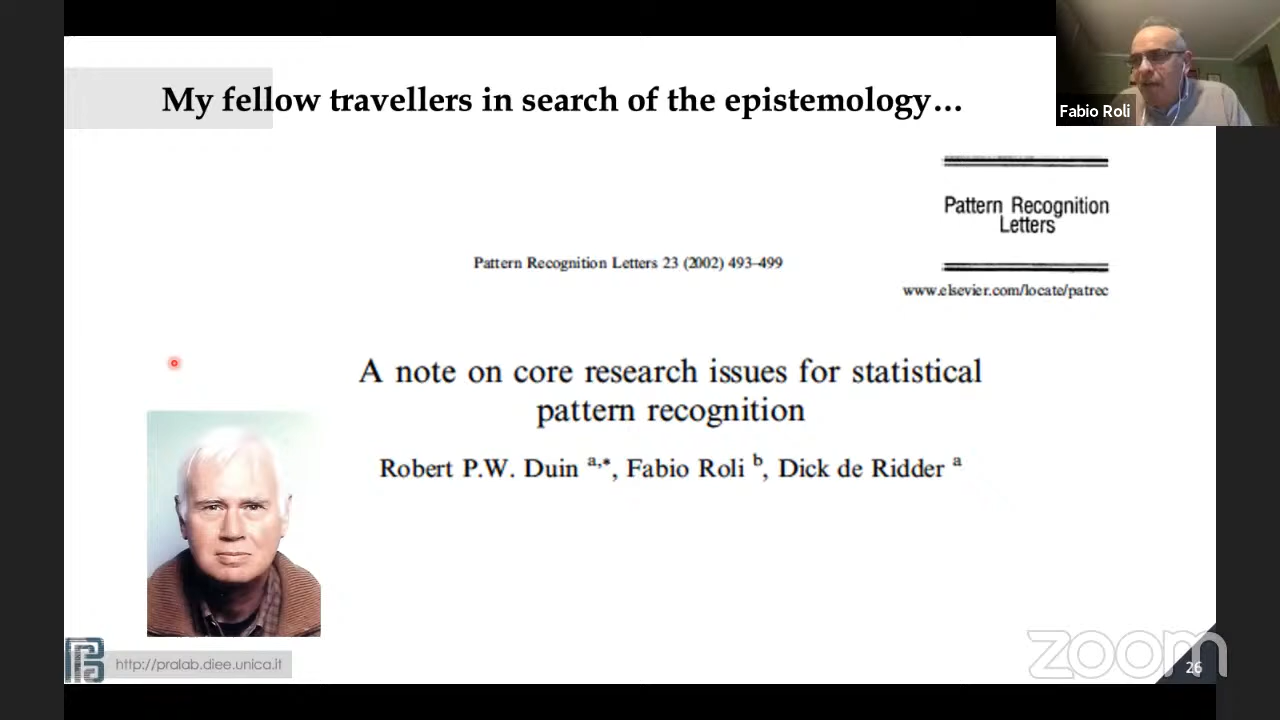 My fellow travellers in search of the epistemology…
Fabio Roli
Pattern Recognition
Letters
Pattern Recognition Letters 23 (2002) 493–499
www.elsevier.com/locate/patrec
A note on core research issues for statistical
pattern recognition
Robert P.W. Duin a,*, Fabio Roli b, Dick de Ridder a
http://pralab.diee.unica.it
zoom
26